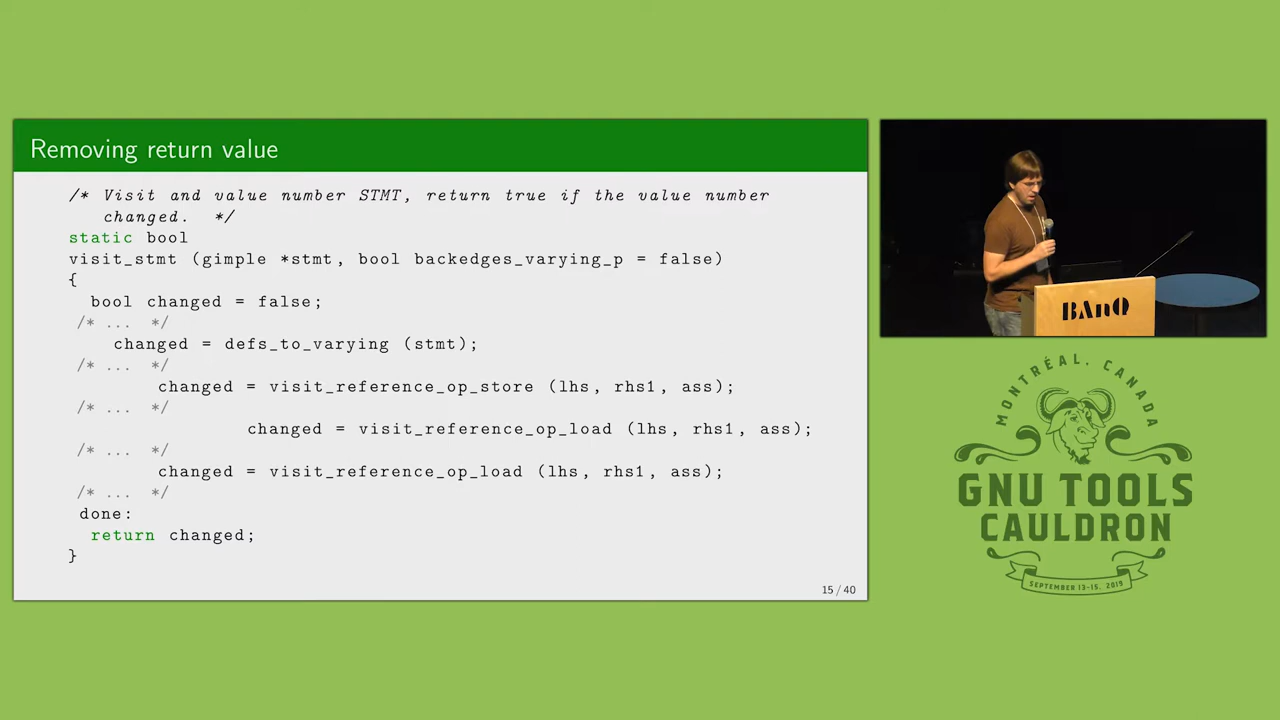 Removing return value
/* Visit and value number STMT, return true if the value number
changed.  */
static bool
visit_stmt (gimple *stmt, bool backedges_varying_p = false)
{
bool changed = false;
/* ...  */
changed = defs_to_varying (stmt);
/* ...  */
changed = visit_reference_op_store (lhs, rhs1, ass);
/* ...  */
changed = visit_reference_op_load (lhs, rhs1, ass);
/* ...  */
changed = visit_reference_op_load (lhs, rhs1, ass);
/* ...  */
done:
return changed;
}
15 / 40
BAnQ
MONTRÉAL, CANADA
GNU TOOLS
CAULDRON
SEPTEMBER 13-15, 2019